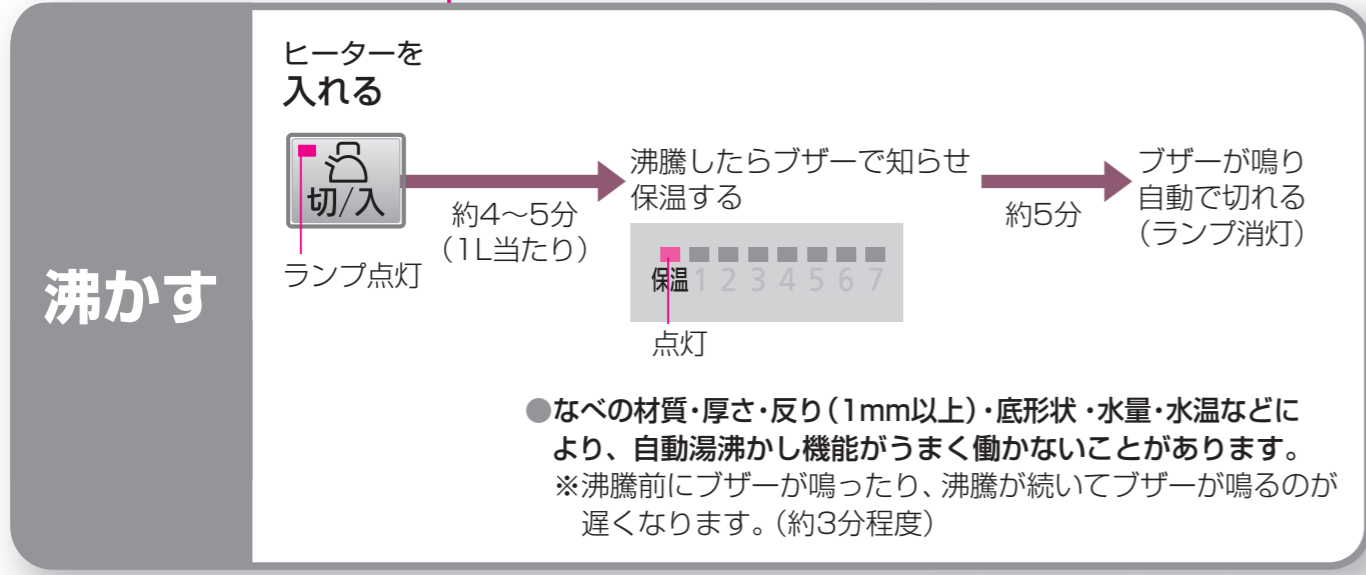 沸かす
ヒーターを
入れる
切/入
ランプ点灯
約4〜5分
（1L当たり）
沸騰したらブザーで知らせ
保温する
保温 1 2 3 4 5 6 7
点灯
約5分
ブザーが鳴り
自動で切れる
（ランプ消灯）
●なべの材質・厚さ・反り（1mm以上）・底形状・水量・水温などに
より、自動湯沸かし機能がうまく働かないことがあります。
※沸騰前にブザーが鳴ったり、沸騰が続いてブザーが鳴るのが
遅くなります。（約3分程度）